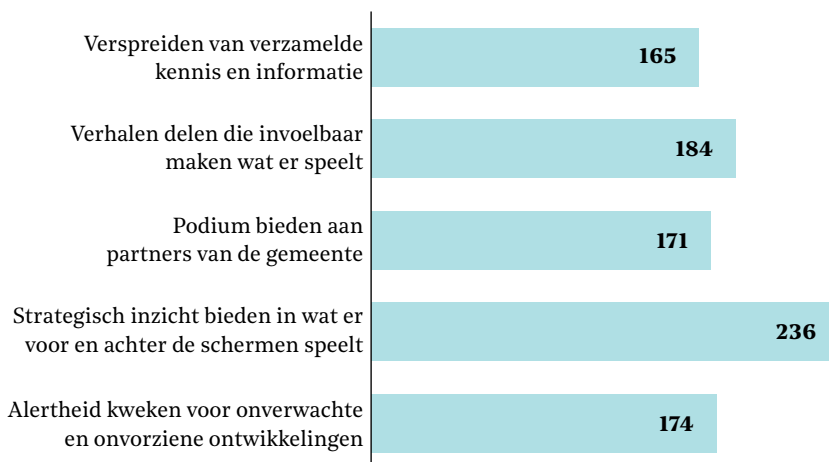 Verspreiden van verzamelde
kennis en informatie
165
Verhalen delen die invoelbaar
maken wat er speelt
184
Podium bieden aan
partners van de gemeente
171
Strategisch inzicht bieden in wat er
voor en achter de schermen speelt
236
Alertheid kweken voor onverwachte
en onvorziene ontwikkelingen
174